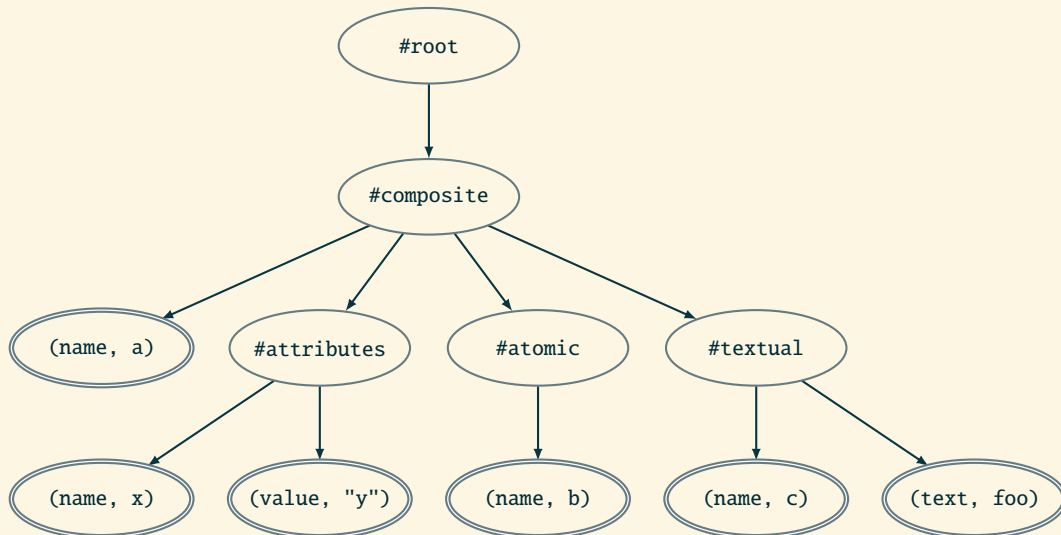 #root
#composite
(name, a)
#attributes
#atomic
#textual
(name, x)
(value, "y")
(name, b)
(name, c)
(text, foo)